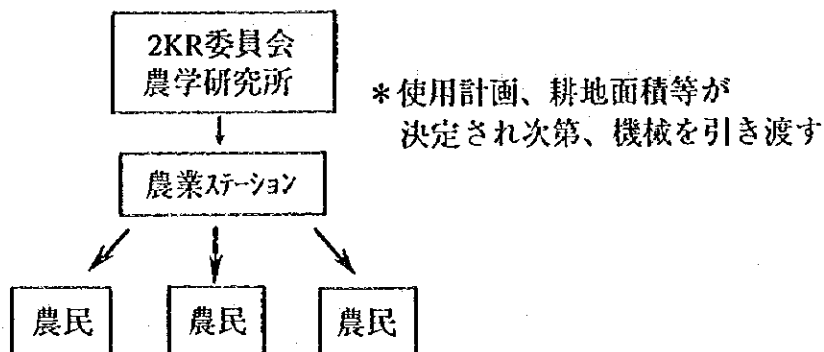 2KR委員会
農学研究所
＊使用計画、耕地面積等が
決定され次第、機械を引き渡す
農業ｽﾃｰｼｮﾝ
農民
農民
農民